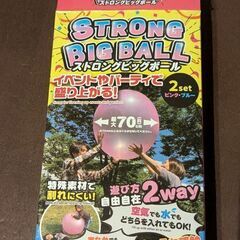 ストロングビッグボール
STRONG
BIG BALL
ストロングビッグボール
イベントやパーティで
盛り上がる!
2set
ピンク・ブルー
最大70
特殊素材で
割れにくい!
遊び方
自由自在
2way
空気でも水でも
どちらを入れてもOK!